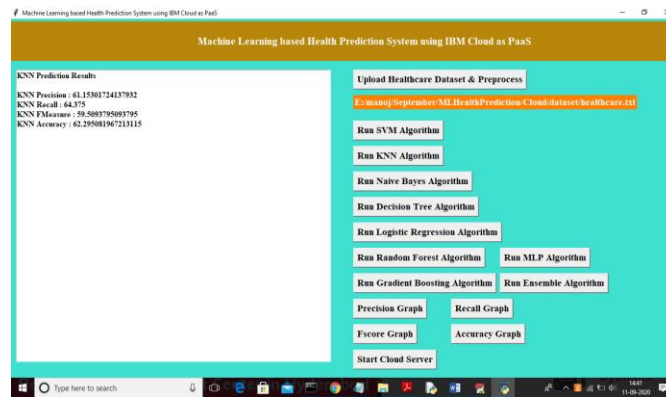 Machine Learning based Health Prediction System using IBM Cloud as PaaS
Machine Learning based Health Prediction System using IBM Cloud as PaaS
KNN Prediction Results
KNN Precision : 61.15301724137932
KNN Recall : 64.375
KNN FMeasure : 59.5093795093795
KNN Accuracy : 62.295081967213115
Upload Healthcare Dataset & Preprocess
E:/manoj/September/MLHealthPrediction/Cloud/dataset/healthcare.txt
Run SVM Algorithm
Run KNN Algorithm
Run Naive Bayes Algorithm
Run Decision Tree Algorithm
Run Logistic Regression Algorithm
Run Random Forest Algorithm
Run MLP Algorithm
Run Gradient Boosting Algorithm
Run Ensemble Algorithm
Precision Graph
Recall Graph
Fscore Graph
Accuracy Graph
Start Cloud Server
Type here to search
14:41
11-09-2020